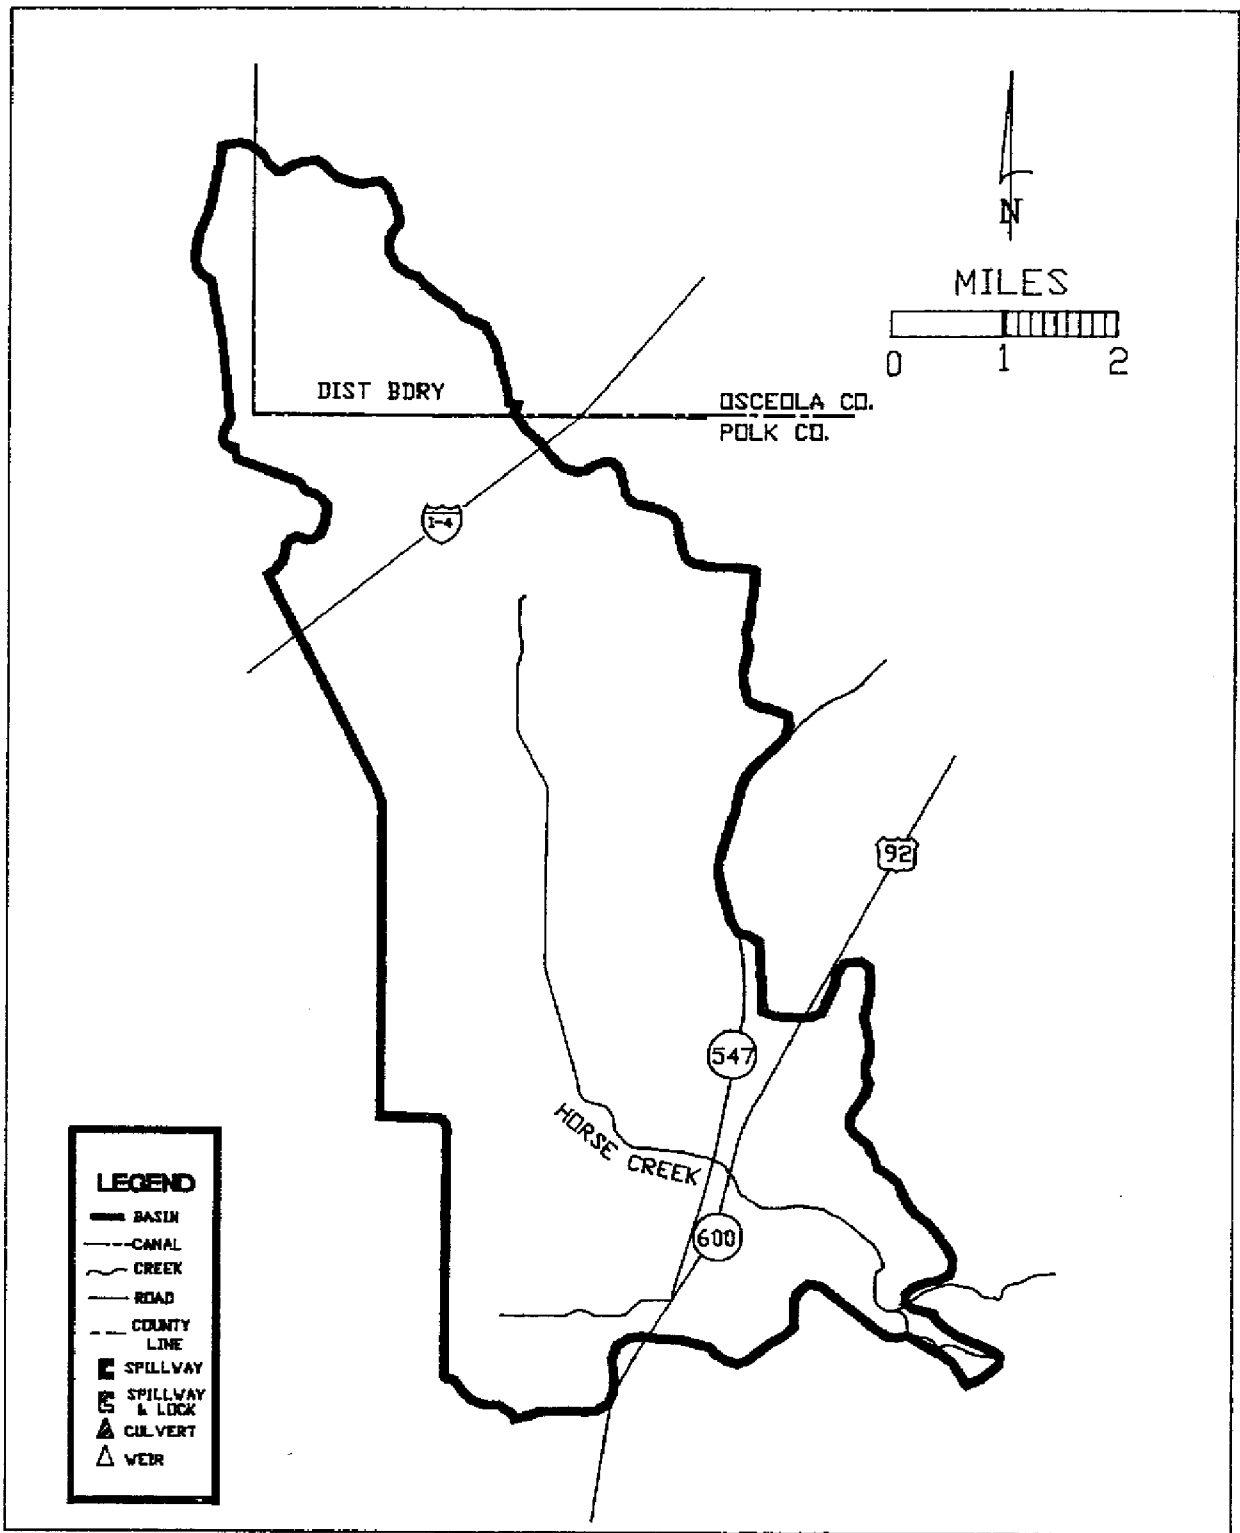 N
MILES
0 1 2
DIST BDRY
OSCEOLA CO.
POLK CO.
I-4
92
547
HORSE CREEK
600
LEGEND
BASIN
CANAL
CREEK
ROAD
COUNTY
LINE
SPILLWAY
SPILLWAY
& LOCK
CULVERT
WEIR